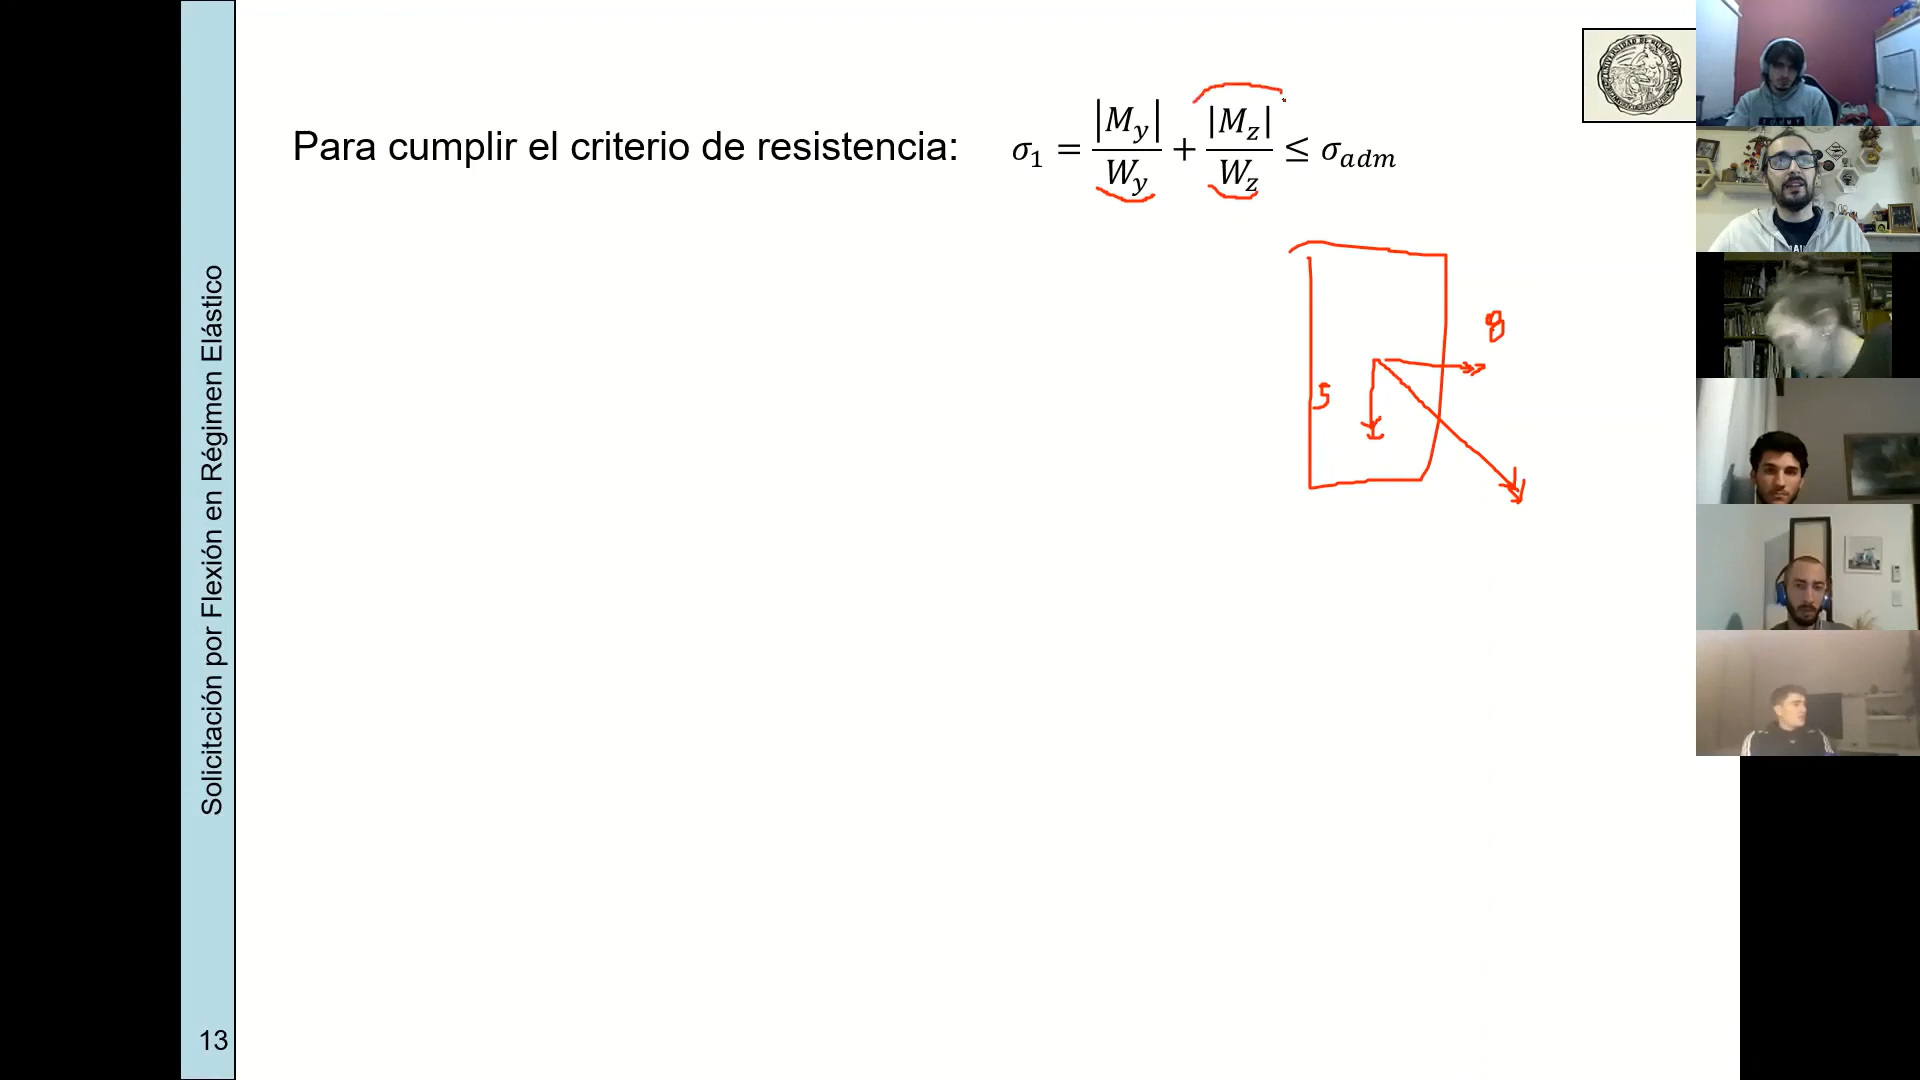 Para cumplir el criterio de resistencia: σ₁ = |M_y|/W_y + |M_z|/W_z ≤ σ_adm
8
5
Solicitación por Flexión en Régimen Elástico
13